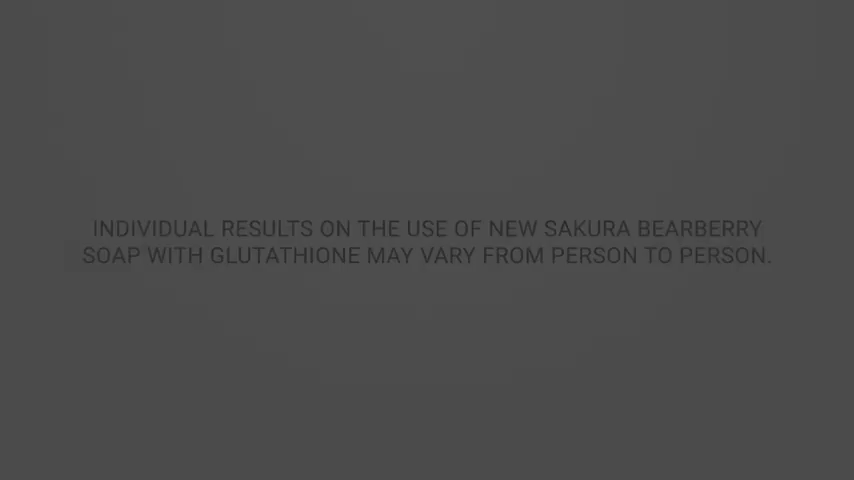 INDIVIDUAL RESULTS ON THE USE OF NEW SAKURA BEARBERRY
SOAP WITH GLUTATHIONE MAY VARY FROM PERSON TO PERSON.